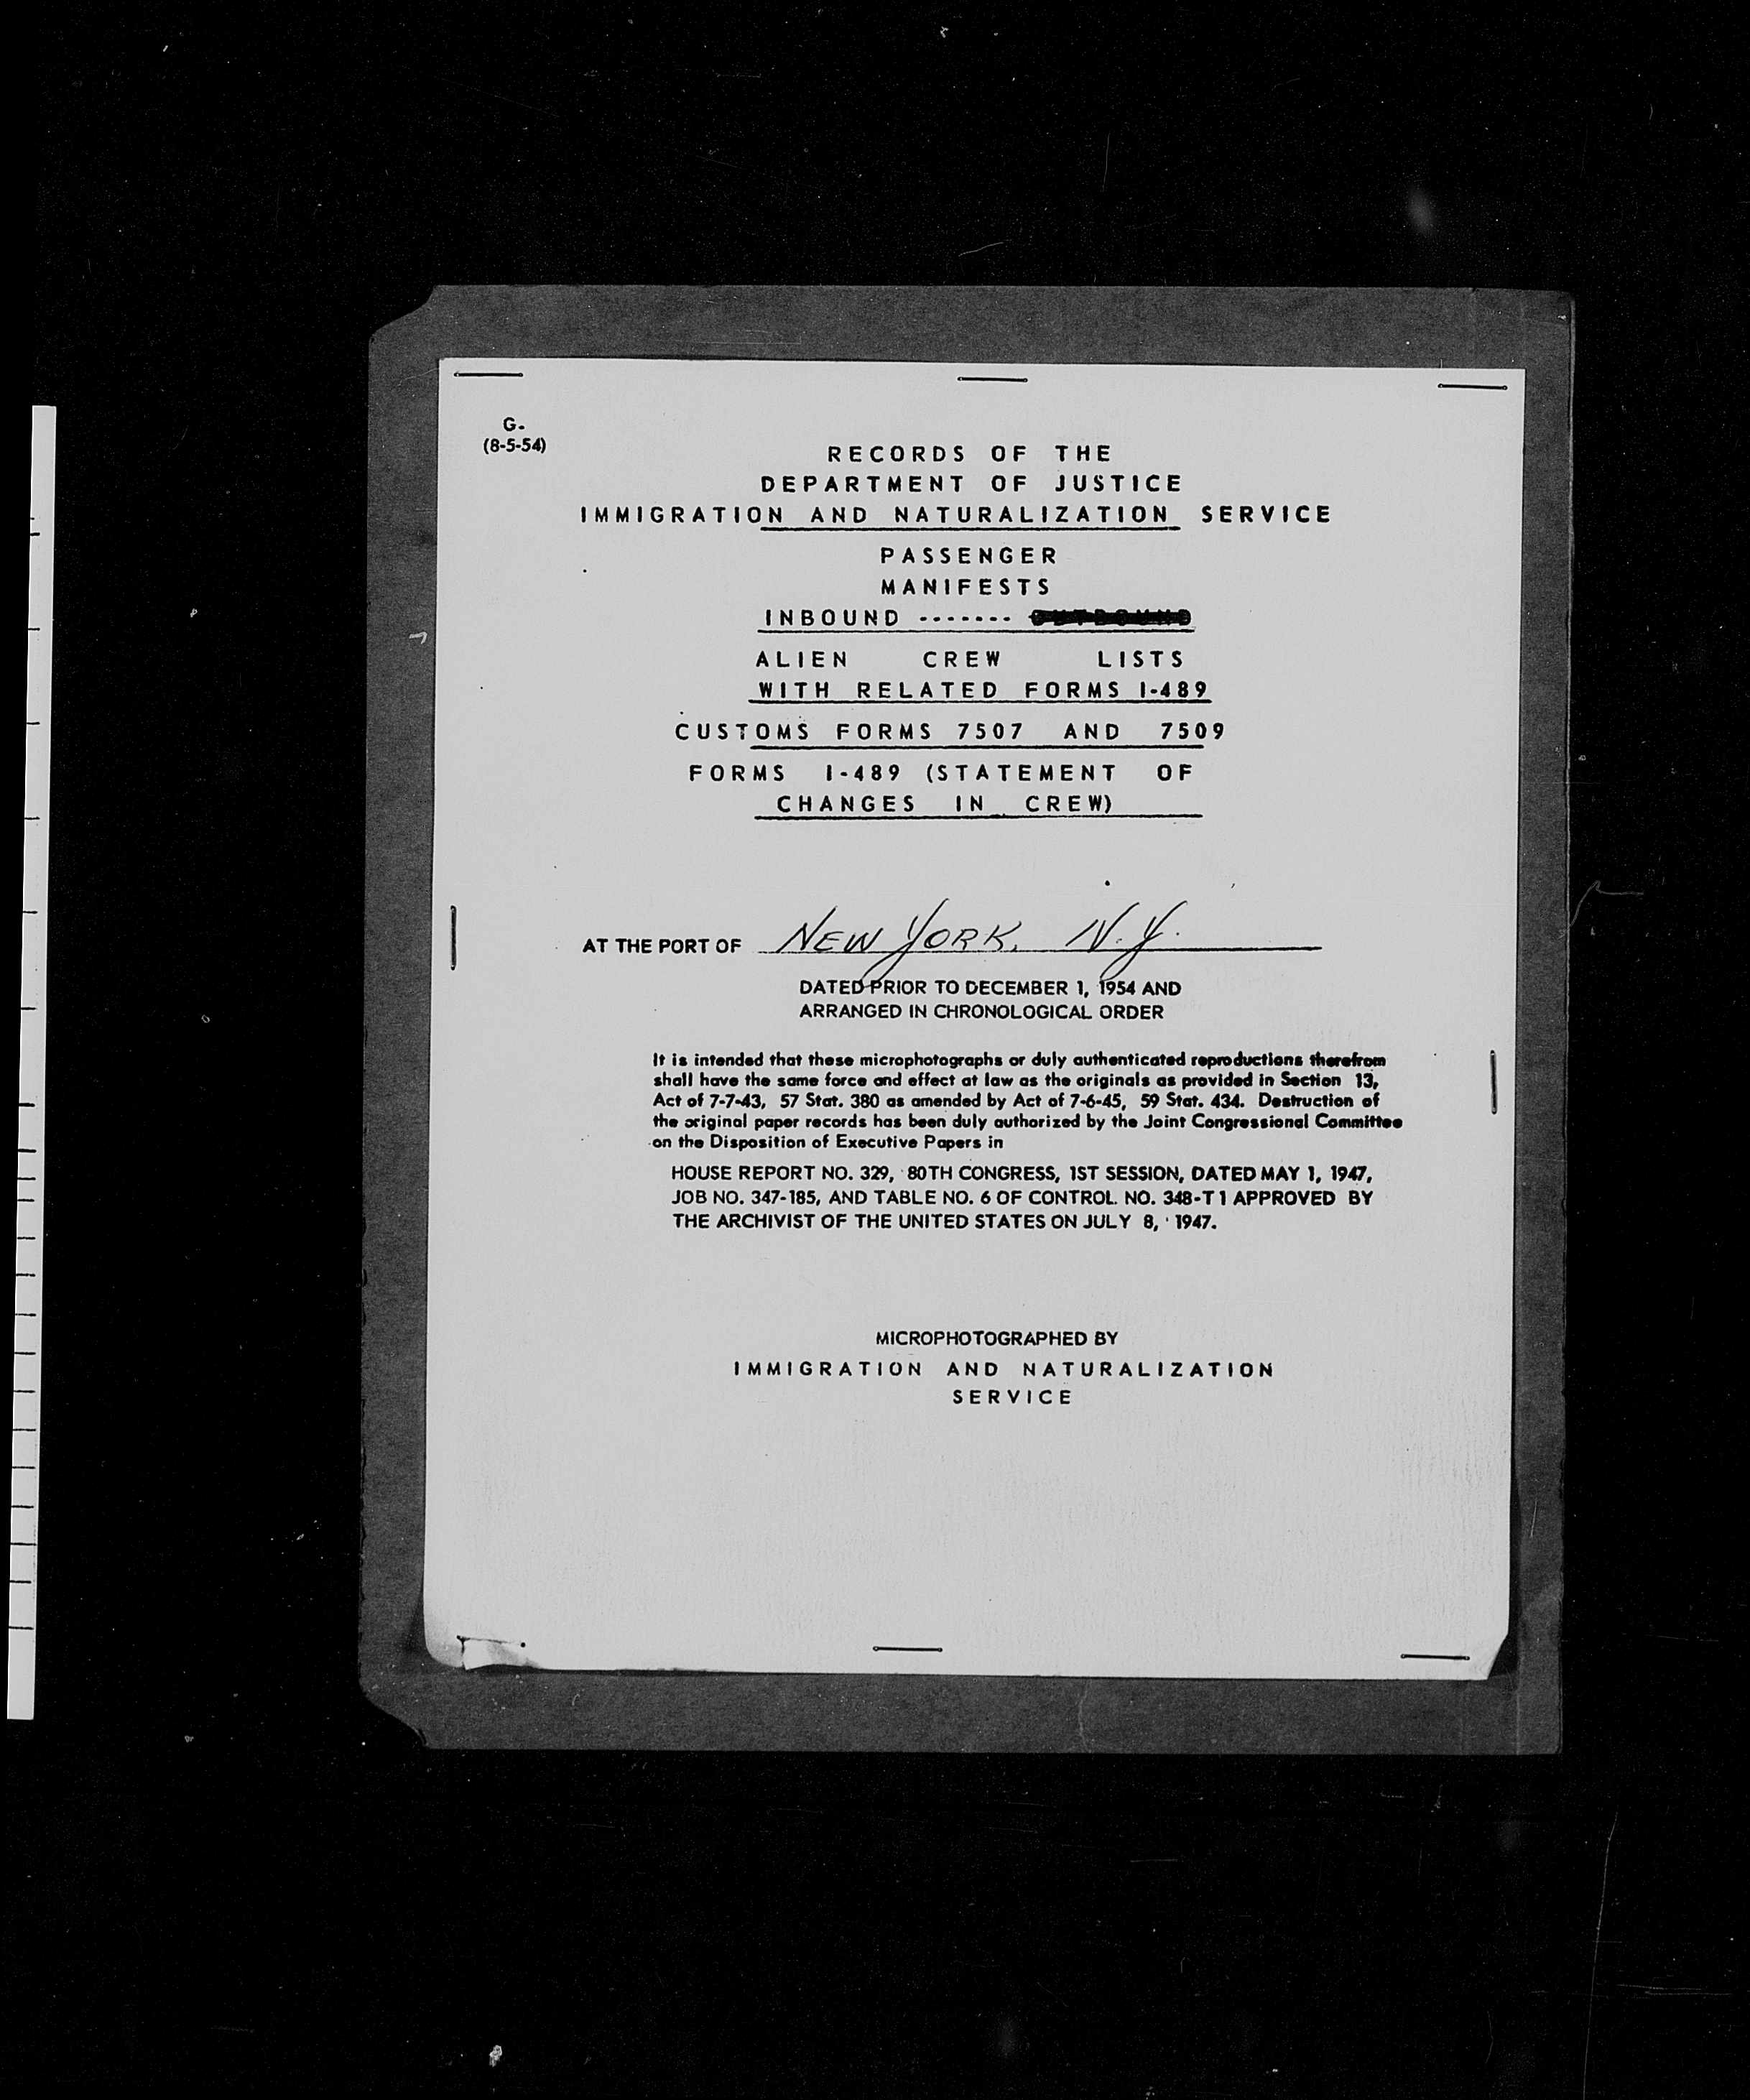 G.
(8-5-54)
RECORDS OF THE
DEPARTMENT OF JUSTICE
IMMIGRATION AND NATURALIZATION SERVICE
PASSENGER
MANIFESTS
INBOUND ------- OUTBOUND
ALIEN CREW LISTS
WITH RELATED FORMS I-489
CUSTOMS FORMS 7507 AND 7509
FORMS I-489 (STATEMENT OF
CHANGES IN CREW)
AT THE PORT OF NEW YORK, N.Y.
DATED PRIOR TO DECEMBER 1, 1954 AND
ARRANGED IN CHRONOLOGICAL ORDER
It is intended that these microphotographs or duly authenticated reproductions therefrom
shall have the same force and effect at law as the originals as provided in Section 13,
Act of 7-7-43, 57 Stat. 380 as amended by Act of 7-6-45, 59 Stat. 434. Destruction of
the original paper records has been duly authorized by the Joint Congressional Committee
on the Disposition of Executive Papers in
HOUSE REPORT NO. 329, 80TH CONGRESS, 1ST SESSION, DATED MAY 1, 1947,
JOB NO. 347-185, AND TABLE NO. 6 OF CONTROL NO. 348-T1 APPROVED BY
THE ARCHIVIST OF THE UNITED STATES ON JULY 8, 1947.
MICROPHOTOGRAPHED BY
IMMIGRATION AND NATURALIZATION
SERVICE